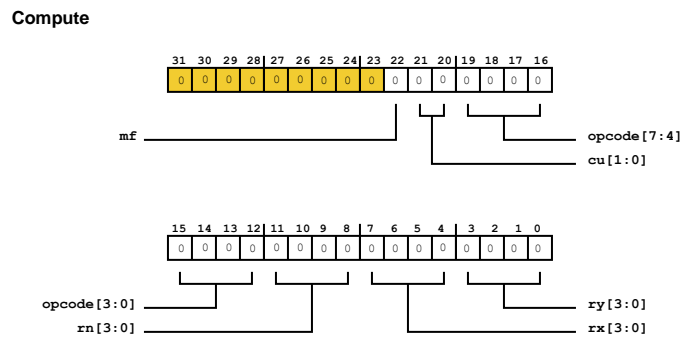 Compute
31 30 29 28 27 26 25 24 23 22 21 20 19 18 17 16
0 0 0 0 0 0 0 0 0 0 0 0 0 0 0 0
mf
opcode[7:4]
cu[1:0]
15 14 13 12 11 10 9 8 7 6 5 4 3 2 1 0
0 0 0 0 0 0 0 0 0 0 0 0 0 0 0 0
opcode[3:0] ry[3:0]
rn[3:0] rx[3:0]